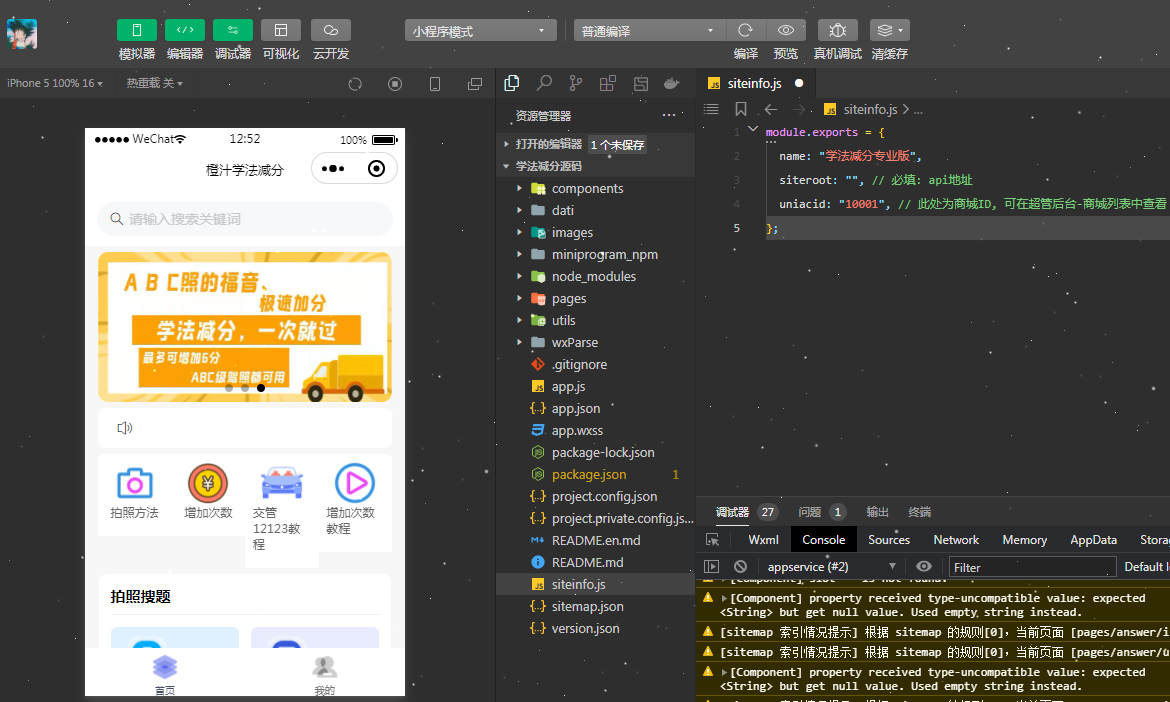 模拟器 编辑器 调试器 可视化 云开发
小程序模式 普通编译
编译 预览 真机调试 清缓存
iPhone 5 100% 16 热重载 关
WeChat 12:52 100%
橙汁学法减分
请输入搜索关键词
A B C照的福音、
极速加分
学法减分，一次就过
最多可增加6分
ABC级驾照都可用
拍照方法
增加次数
交管
12123教
程
增加次数
教程
拍照搜题
首页 我的
资源管理器 ...
打开的编辑器 1 个未保存
学法减分源码
components
dati
images
miniprogram_npm
node_modules
pages
utils
wxParse
.gitignore
app.js
app.json
app.wxss
package-lock.json
package.json 1
project.config.json
project.private.config.js...
README.en.md
README.md
siteinfo.js
sitemap.json
version.json
siteinfo.js
siteinfo.js > ...
1 module.exports = {
2 name: "学法减分专业版",
3 siteroot: "", // 必填: api地址
4 uniacid: "10001", // 此处为商城ID, 可在超管后台-商城列表中查看
5 };
调试器 27 问题 1 输出 终端
Wxml Console Sources Network Memory AppData Storag
appservice (#2) Filter Default l
[Component] property received type-uncompatible value: expected
<String> but get null value. Used empty string instead.
[sitemap 索引情况提示] 根据 sitemap 的规则[0]，当前页面 [pages/answer/i
[sitemap 索引情况提示] 根据 sitemap 的规则[0]，当前页面 [pages/answer/u
[Component] property received type-uncompatible value: expected
<String> but get null value. Used empty string instead.